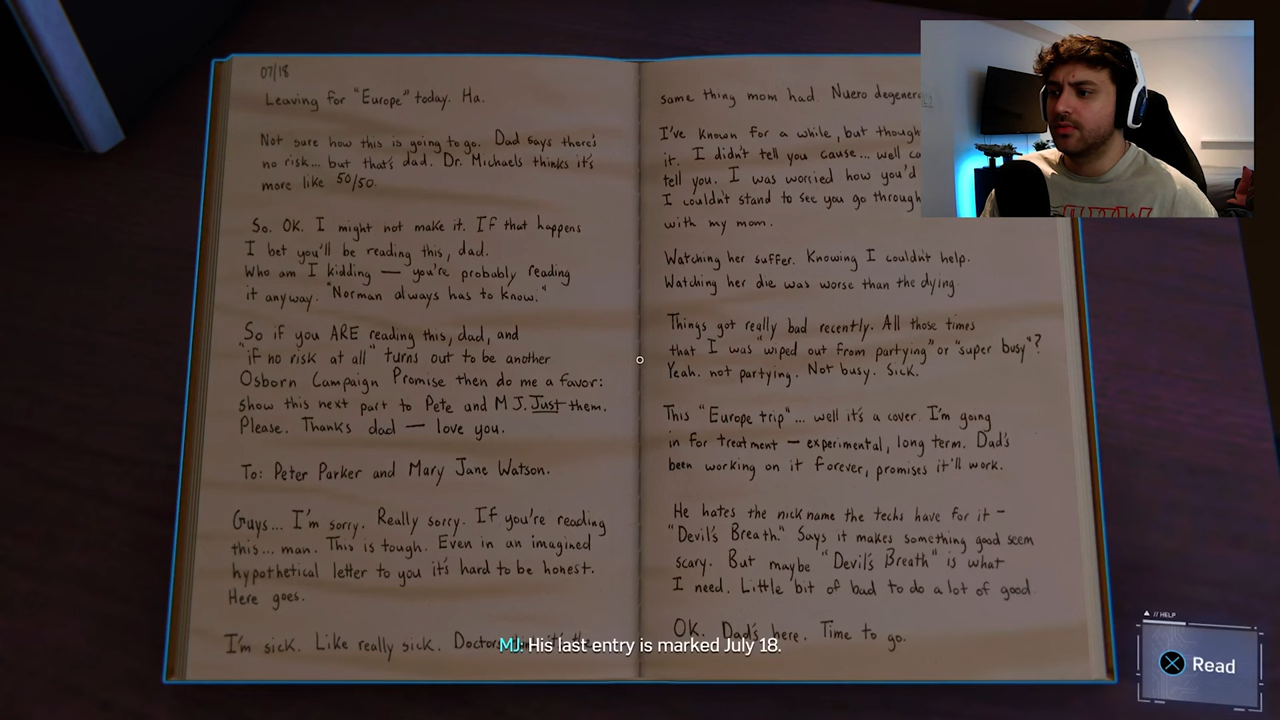 07/18
Leaving for "Europe" today. Ha.
Not sure how this is going to go. Dad says there's
no risk... but that's dad. Dr. Michaels thinks it's
more like 50/50.
So. OK. I might not make it. If that happens
I bet you'll be reading this, dad.
Who am I kidding — you're probably reading
it anyway. "Norman always has to know."
So if you ARE reading this, dad, and
"if no risk at all" turns out to be another
Osborn Campaign Promise then do me a favor:
show this next part to Pete and MJ. Just them.
Please. Thanks dad — love you.
To: Peter Parker and Mary Jane Watson.
Guys... I'm sorry. Really sorry. If you're reading
this... man. This is tough. Even in an imagined
hypothetical letter to you it's hard to be honest.
Here goes.
I'm sick. Like really sick. Doctor
same thing mom had. Nuero degener
I've known for a while, but though
it. I didn't tell you cause... well co
tell you. I was worried how you'd
I couldn't stand to see you go through
with my mom.
Watching her suffer. Knowing I couldn't help.
Watching her die was worse than the dying.
Things got really bad recently. All those times
that I was "wiped out from partying" or "super busy"?
Yeah. not partying. Not busy. Sick.
This "Europe trip"... well it's a cover. I'm going
in for treatment — experimental, long term. Dad's
been working on it forever, promises it'll work.
He hates the nickname the techs have for it -
"Devil's Breath." Says it makes something good seem
scary. But maybe "Devil's Breath" is what
I need. Little bit of bad to do a lot of good.
OK. Dad's here. Time to go.
MJ: His last entry is marked July 18.
// HELP
Read